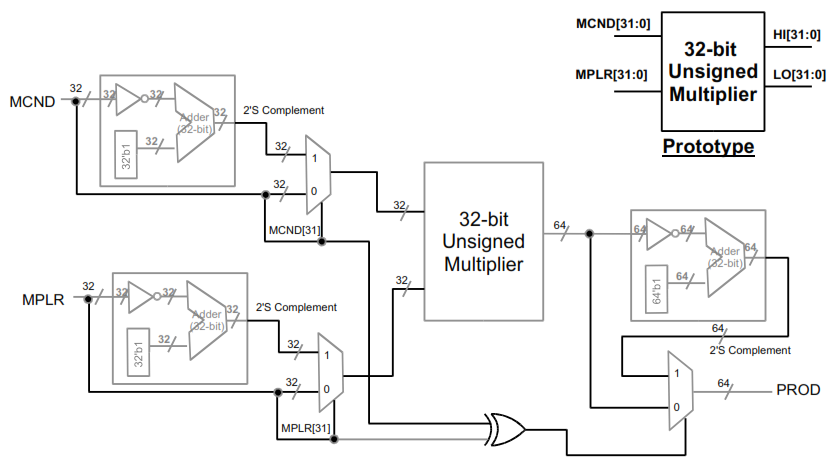 MCND[31:0]
HI[31:0]
32-bit
Unsigned
Multiplier
MPLR[31:0]
LO[31:0]
Prototype
MCND
32
32
32
Adder
(32-bit)
32
32'b1
32
2'S Complement
32
1
32
0
MCND[31]
32
32-bit
Unsigned
Multiplier
32
64
MPLR
32
32
32
Adder
(32-bit)
32
32'b1
32
2'S Complement
32
1
32
0
MPLR[31]
64
64
Adder
(32-bit)
64
64'b1
64
64
2'S Complement
1
0
64
PROD